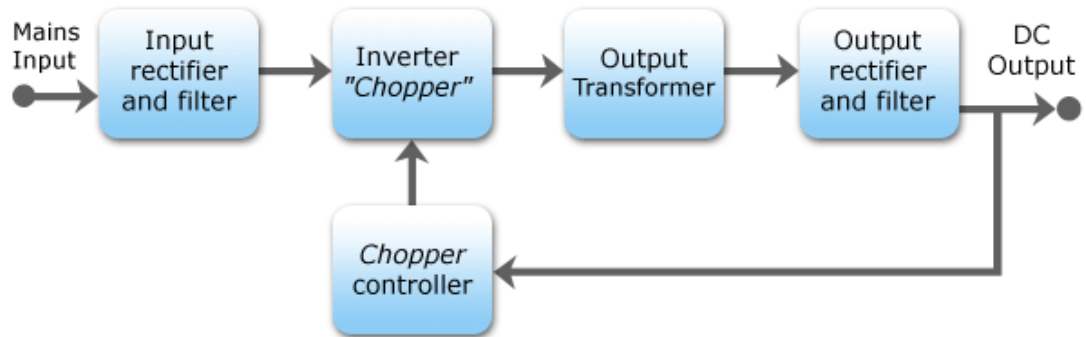 Mains
Input
Input
rectifier
and filter
Inverter
"Chopper"
Output
Transformer
Output
rectifier
and filter
DC
Output
Chopper
controller